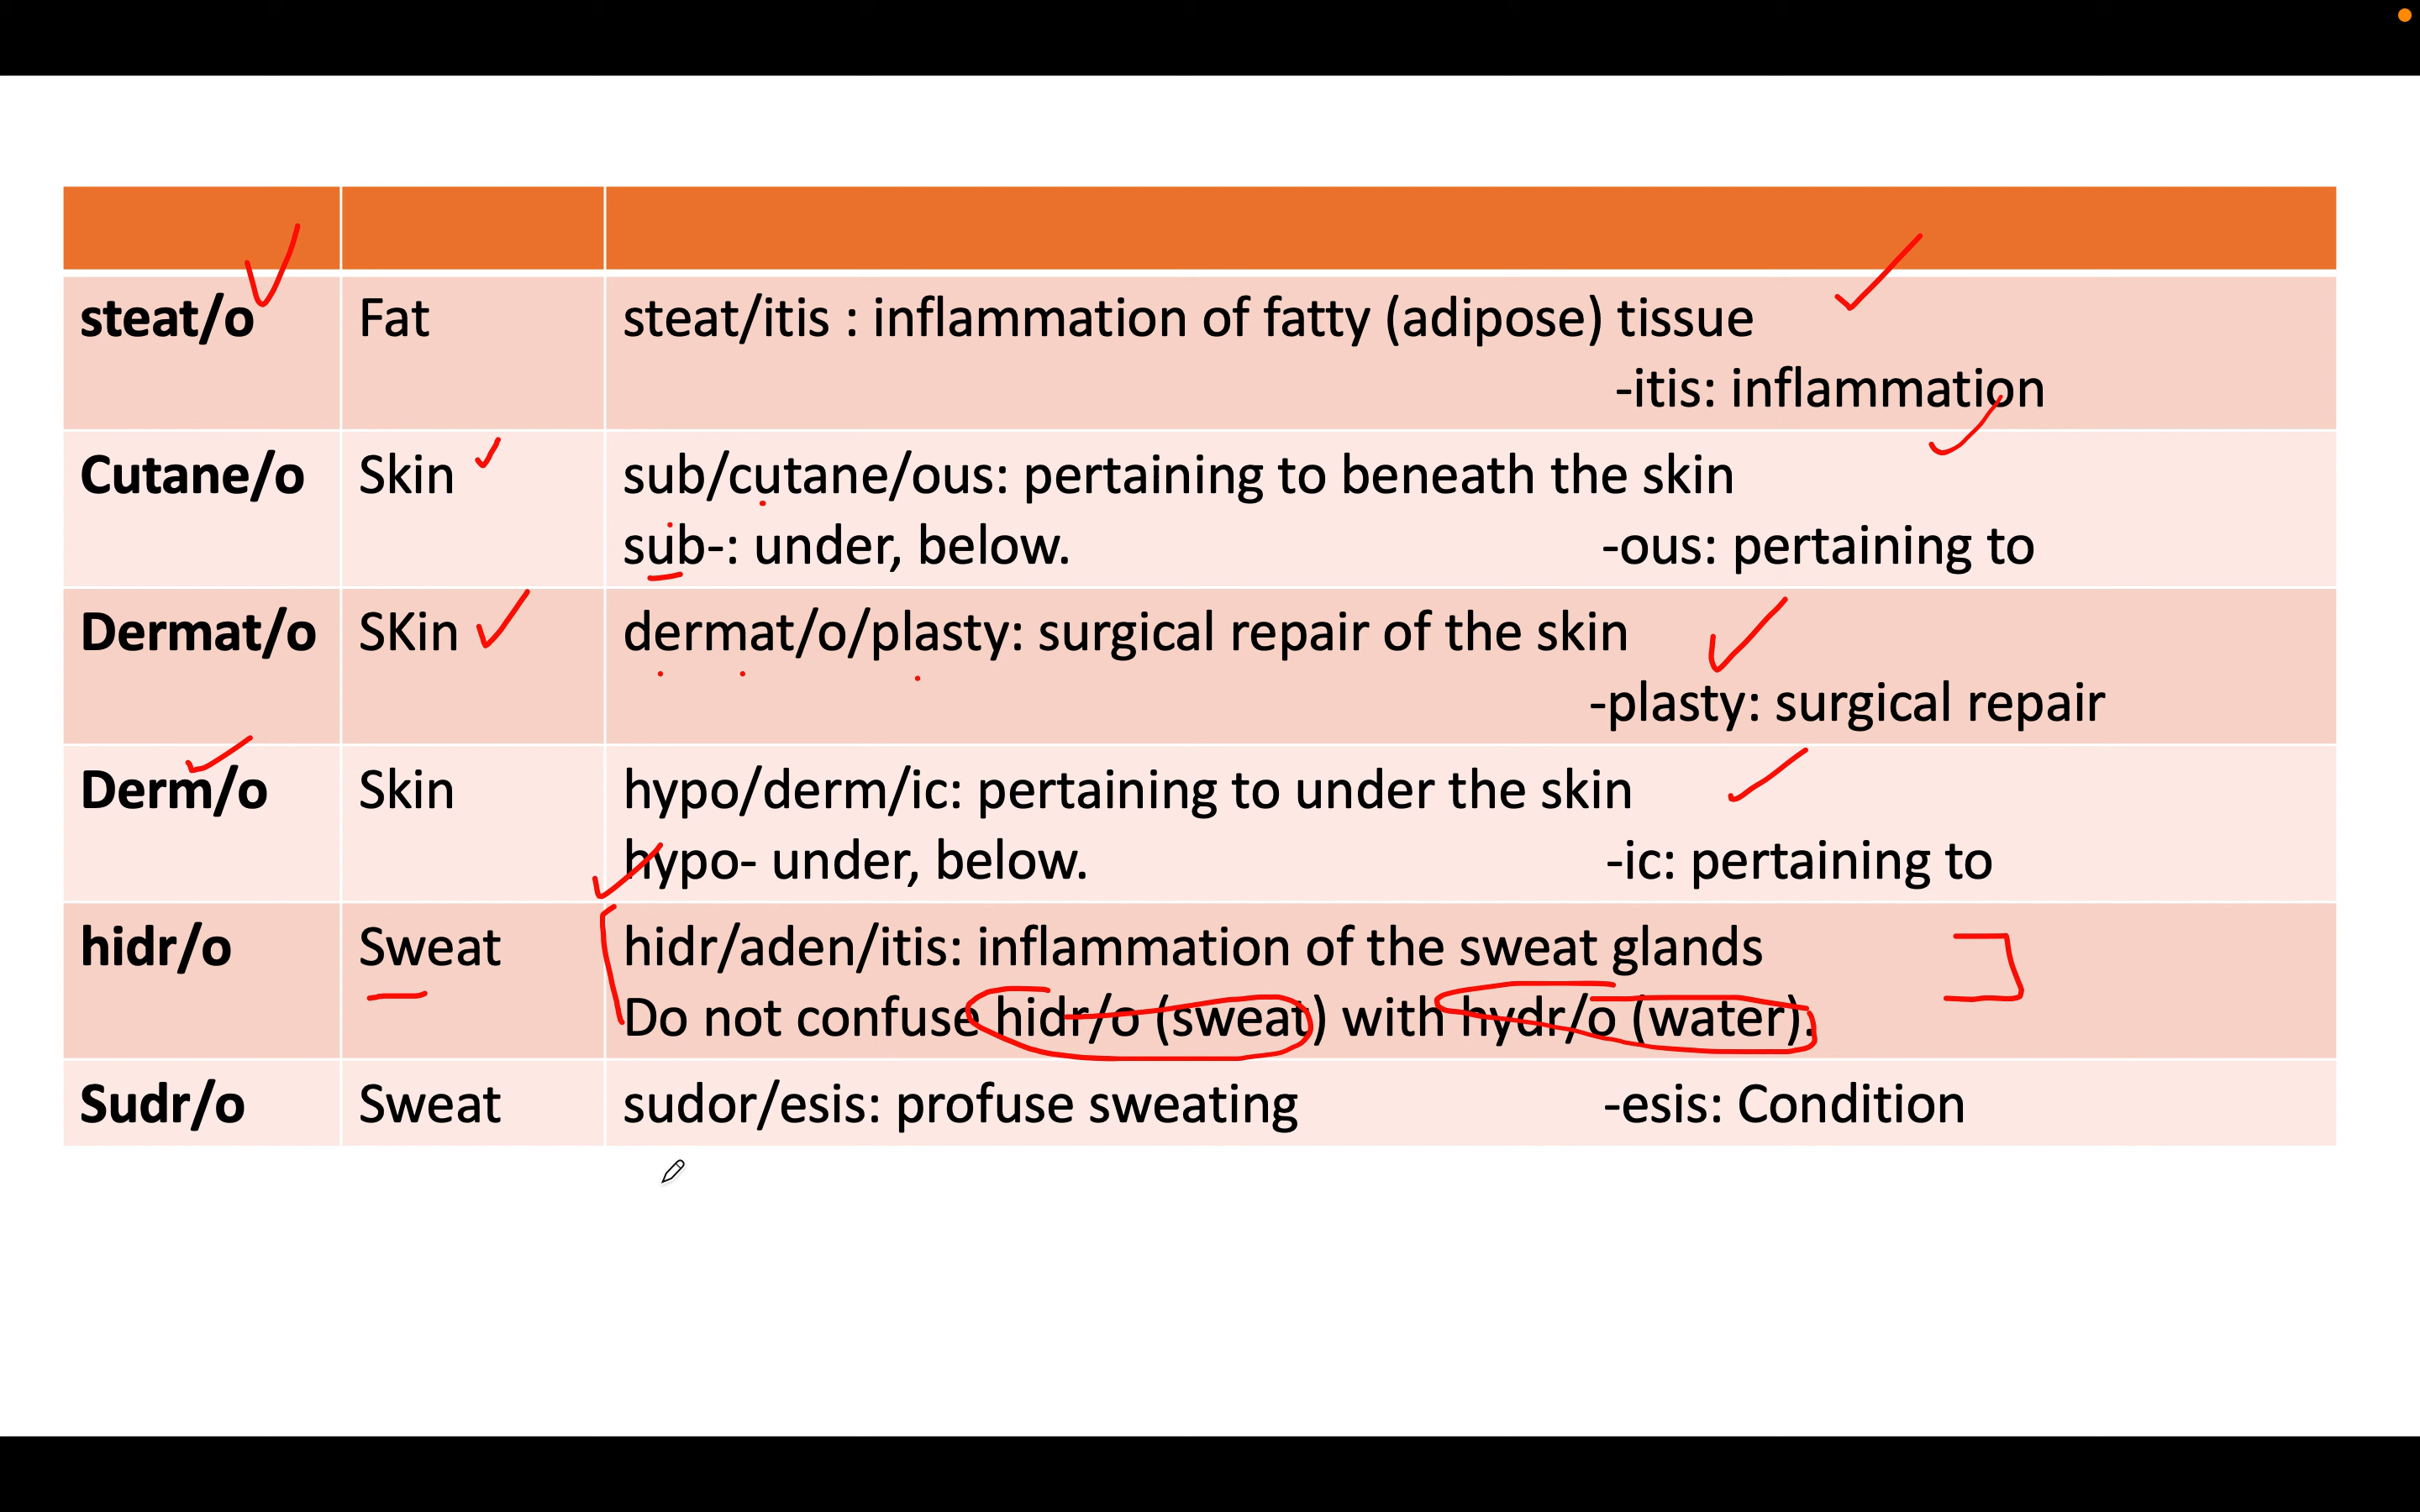 steat/o Fat steat/itis : inflammation of fatty (adipose) tissue
-itis: inflammation
Cutane/o Skin sub/cutane/ous: pertaining to beneath the skin
sub-: under, below. -ous: pertaining to
Dermat/o SKin dermat/o/plasty: surgical repair of the skin
-plasty: surgical repair
Derm/o Skin hypo/derm/ic: pertaining to under the skin
hypo- under, below. -ic: pertaining to
hidr/o Sweat hidr/aden/itis: inflammation of the sweat glands
Do not confuse hidr/o (sweat) with hydr/o (water).
Sudr/o Sweat sudor/esis: profuse sweating -esis: Condition